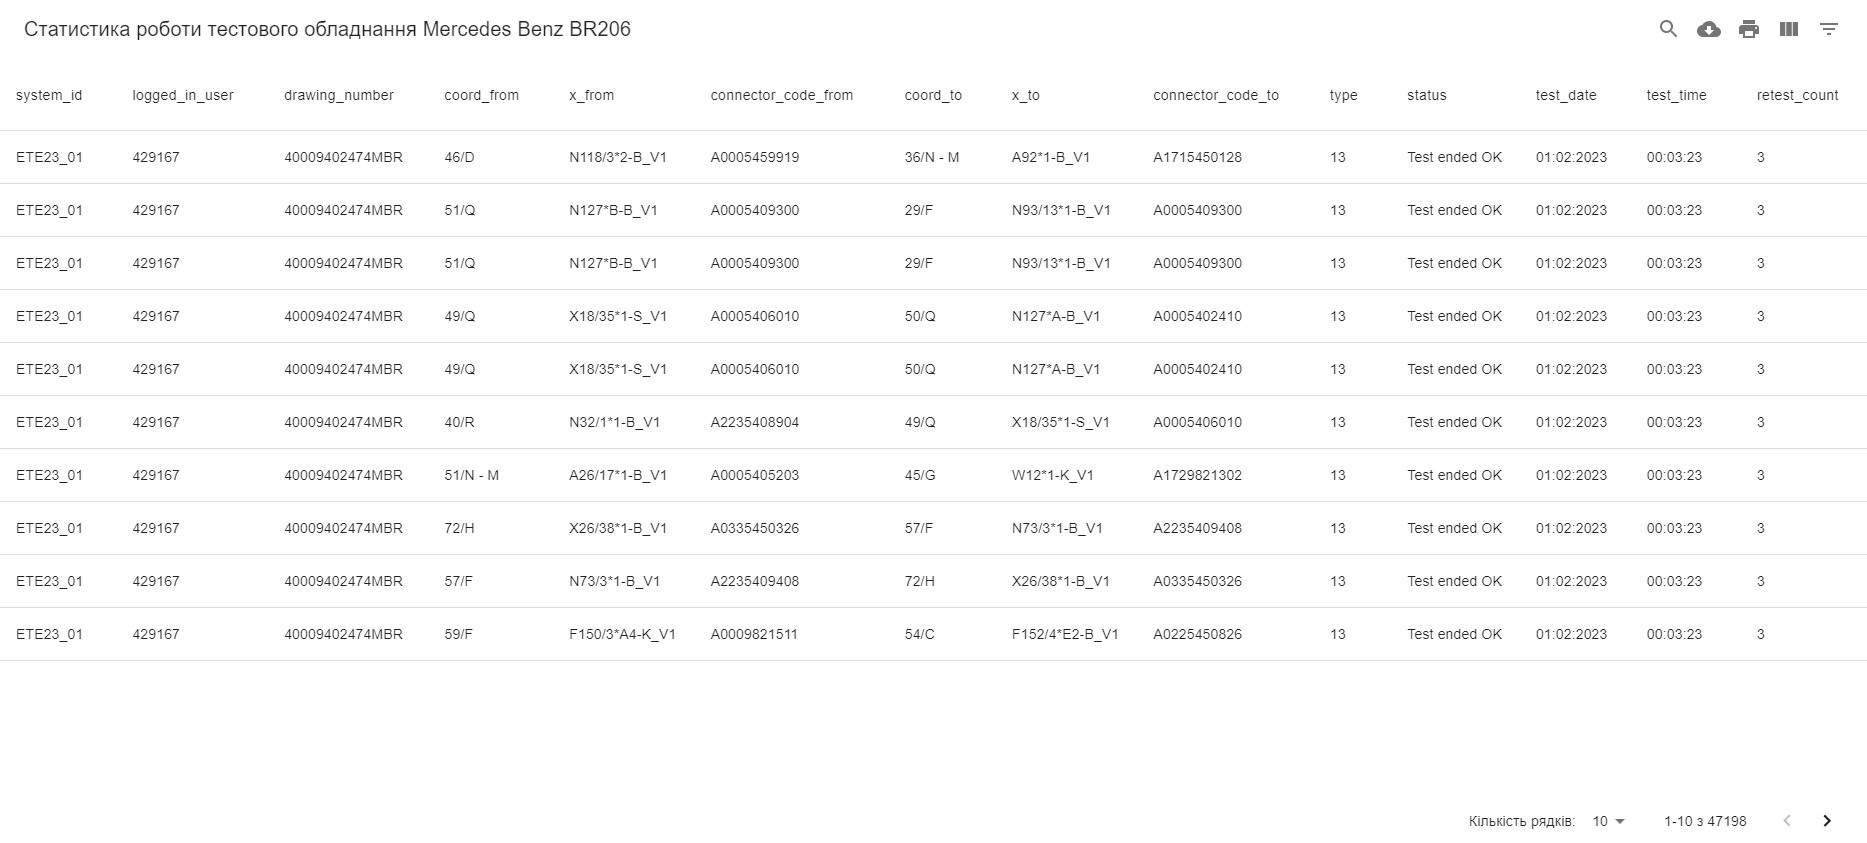 Статистика роботи тестового обладнання Mercedes Benz BR206
system_id logged_in_user drawing_number coord_from x_from connector_code_from coord_to x_to connector_code_to type status test_date test_time retest_count
ETE23_01 429167 40009402474MBR 46/D N118/3*2-B_V1 A0005459919 36/N - M A92*1-B_V1 A1715450128 13 Test ended OK 01:02:2023 00:03:23 3
ETE23_01 429167 40009402474MBR 51/Q N127*B-B_V1 A0005409300 29/F N93/13*1-B_V1 A0005409300 13 Test ended OK 01:02:2023 00:03:23 3
ETE23_01 429167 40009402474MBR 51/Q N127*B-B_V1 A0005409300 29/F N93/13*1-B_V1 A0005409300 13 Test ended OK 01:02:2023 00:03:23 3
ETE23_01 429167 40009402474MBR 49/Q X18/35*1-S_V1 A0005406010 50/Q N127*A-B_V1 A0005402410 13 Test ended OK 01:02:2023 00:03:23 3
ETE23_01 429167 40009402474MBR 49/Q X18/35*1-S_V1 A0005406010 50/Q N127*A-B_V1 A0005402410 13 Test ended OK 01:02:2023 00:03:23 3
ETE23_01 429167 40009402474MBR 40/R N32/1*1-B_V1 A2235408904 49/Q X18/35*1-S_V1 A0005406010 13 Test ended OK 01:02:2023 00:03:23 3
ETE23_01 429167 40009402474MBR 51/N - M A26/17*1-B_V1 A0005405203 45/G W12*1-K_V1 A1729821302 13 Test ended OK 01:02:2023 00:03:23 3
ETE23_01 429167 40009402474MBR 72/H X26/38*1-B_V1 A0335450326 57/F N73/3*1-B_V1 A2235409408 13 Test ended OK 01:02:2023 00:03:23 3
ETE23_01 429167 40009402474MBR 57/F N73/3*1-B_V1 A2235409408 72/H X26/38*1-B_V1 A0335450326 13 Test ended OK 01:02:2023 00:03:23 3
ETE23_01 429167 40009402474MBR 59/F F150/3*A4-K_V1 A0009821511 54/C F152/4*E2-B_V1 A0225450826 13 Test ended OK 01:02:2023 00:03:23 3
Кількість рядків: 10 1-10 з 47198